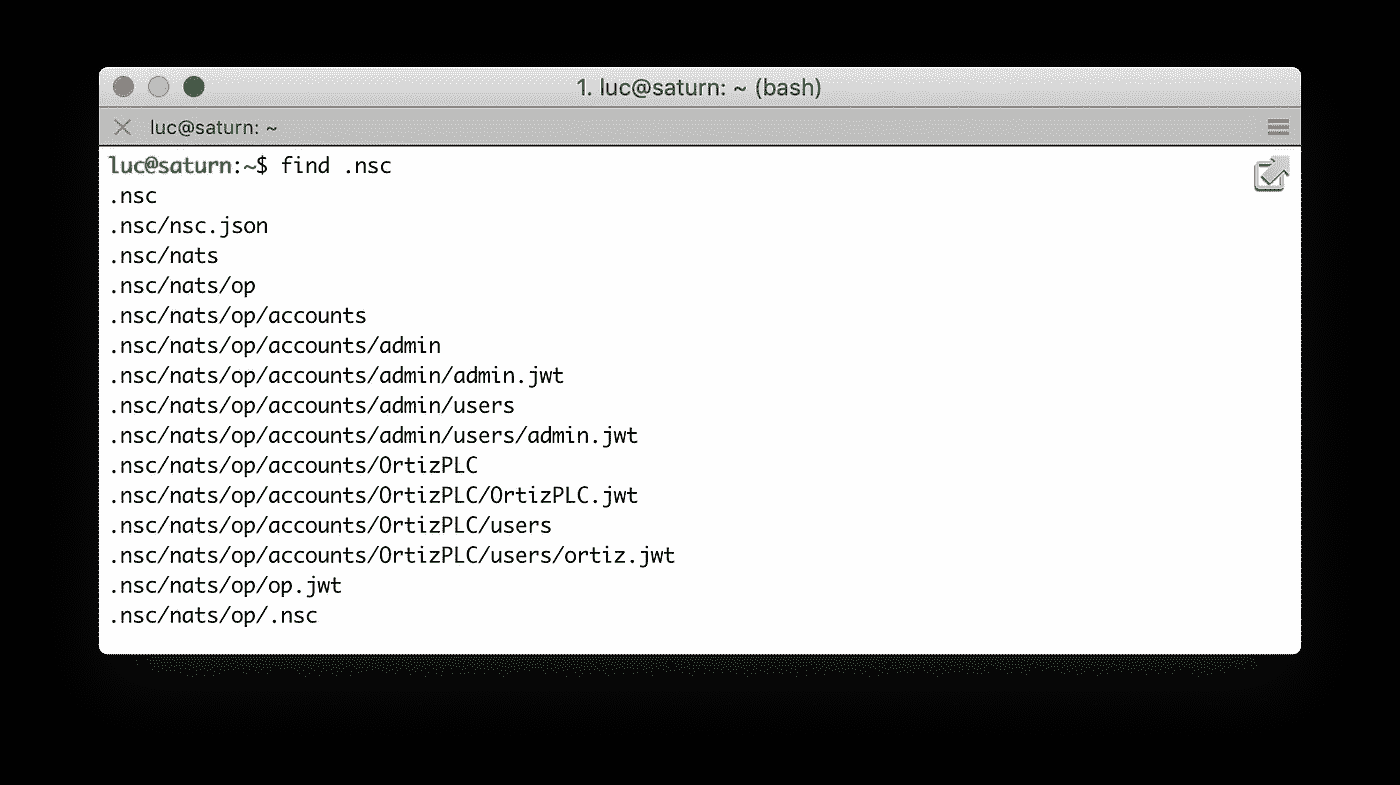 1. luc@saturn: ~ (bash)
luc@saturn: ~
luc@saturn:~$ find .nsc
.nsc
.nsc/nsc.json
.nsc/nats
.nsc/nats/op
.nsc/nats/op/accounts
.nsc/nats/op/accounts/admin
.nsc/nats/op/accounts/admin/admin.jwt
.nsc/nats/op/accounts/admin/users
.nsc/nats/op/accounts/admin/users/admin.jwt
.nsc/nats/op/accounts/OrtizPLC
.nsc/nats/op/accounts/OrtizPLC/OrtizPLC.jwt
.nsc/nats/op/accounts/OrtizPLC/users
.nsc/nats/op/accounts/OrtizPLC/users/ortiz.jwt
.nsc/nats/op/op.jwt
.nsc/nats/op/.nsc